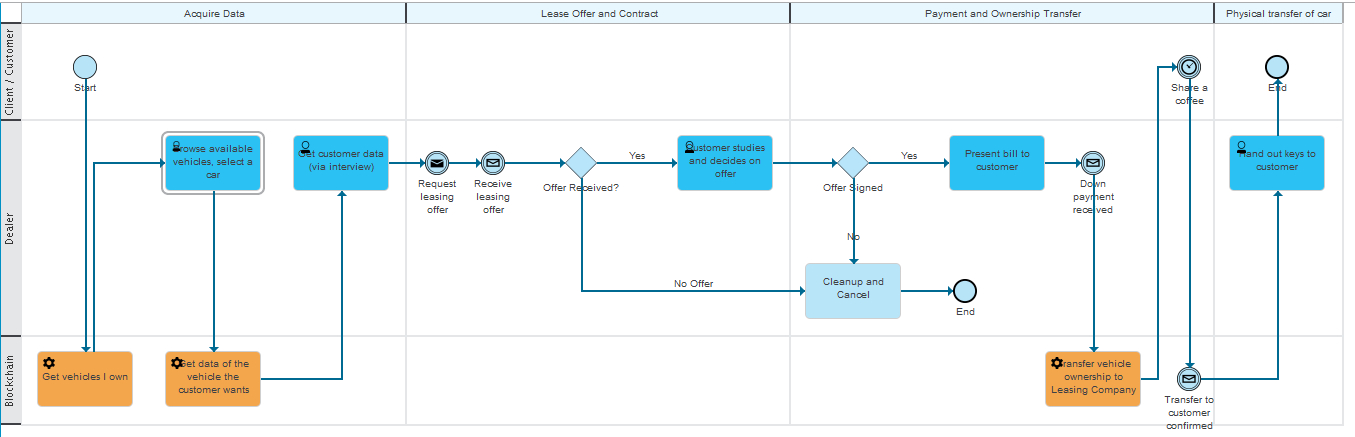 Acquire Data
Lease Offer and Contract
Payment and Ownership Transfer
Physical transfer of car
Client / Customer
Start
Share a
coffee
End
Dealer
Browse available
vehicles, select a
car
Get customer data
(via interview)
Request
leasing
offer
Receive
leasing
offer
Offer Received?
Yes
Customer studies
and decides on
offer
Offer Signed
Yes
Present bill to
customer
Down
payment
received
Hand out keys to
customer
No
No Offer
Cleanup and
Cancel
End
Blockchain
Get vehicles I own
Get data of the
vehicle the
customer wants
Transfer vehicle
ownership to
Leasing Company
Transfer to
customer
confirmed